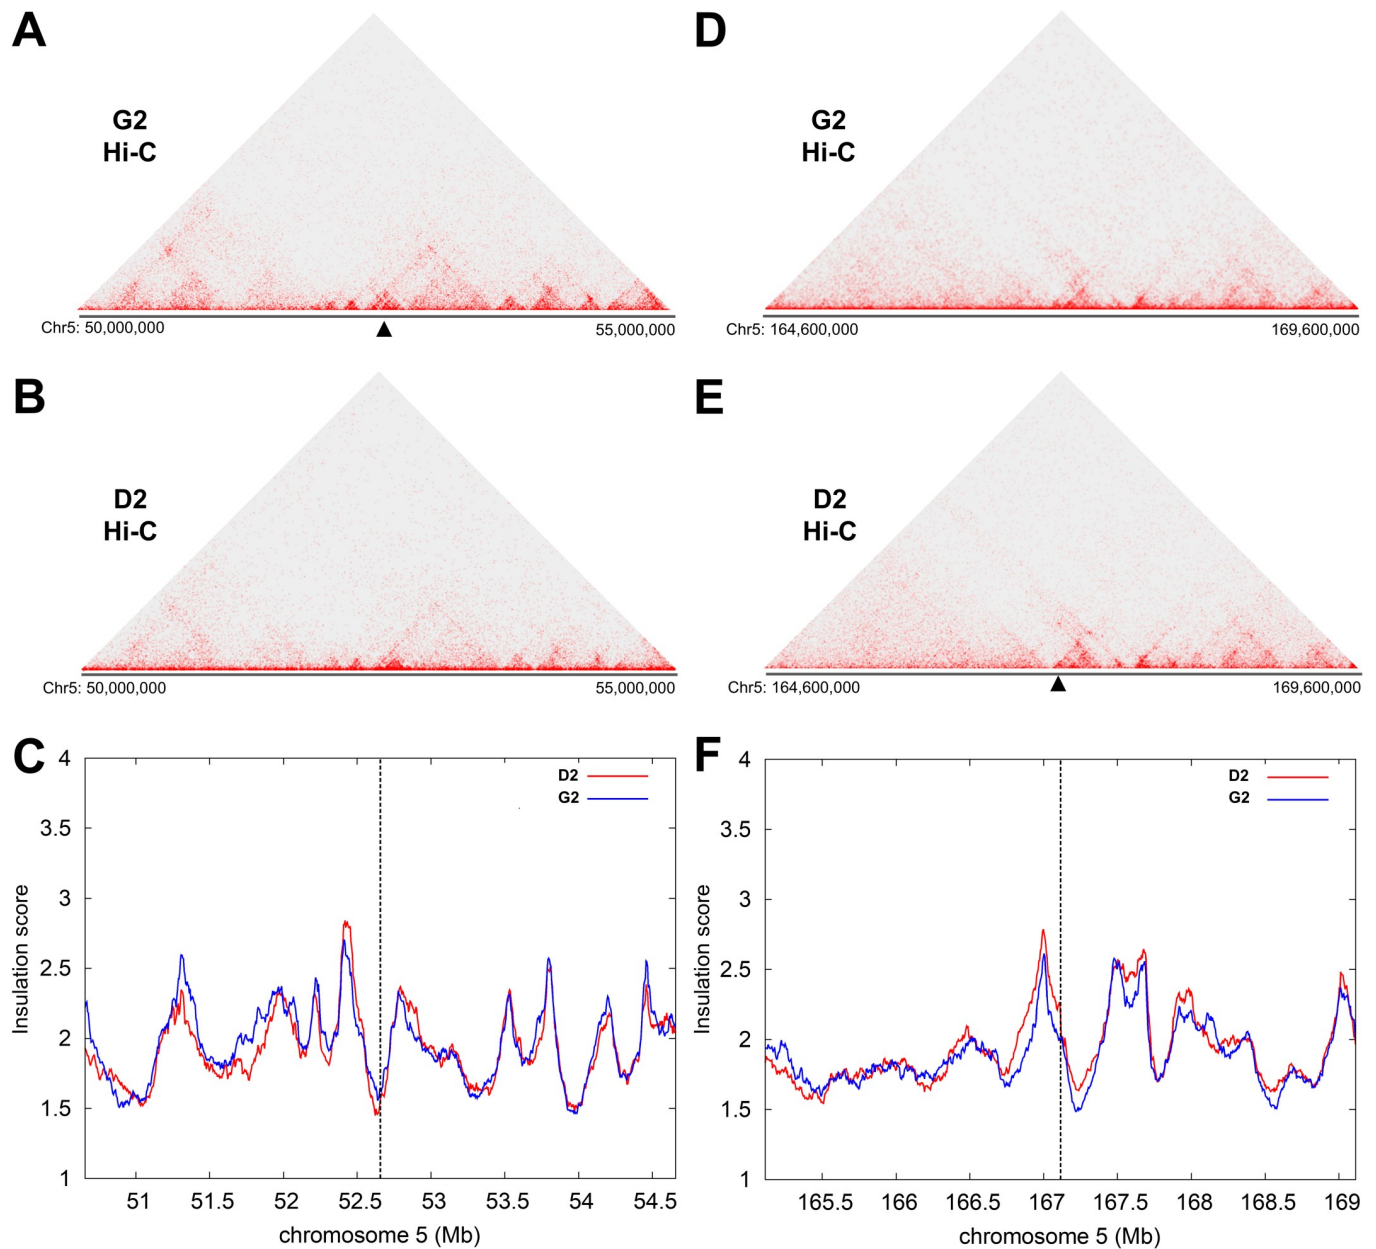 A
G2
Hi-C
Chr5: 50,000,000
55,000,000
B
D2
Hi-C
Chr5: 50,000,000
55,000,000
C
4
3.5
3
2.5
2
1.5
1
Insulation score
D2
G2
51
51.5
52
52.5
53
53.5
54
54.5
chromosome 5 (Mb)
D
G2
Hi-C
Chr5: 164,600,000
169,600,000
E
D2
Hi-C
Chr5: 164,600,000
169,600,000
F
4
3.5
3
2.5
2
1.5
1
Insulation score
D2
G2
165.5
166
166.5
167
167.5
168
168.5
169
chromosome 5 (Mb)